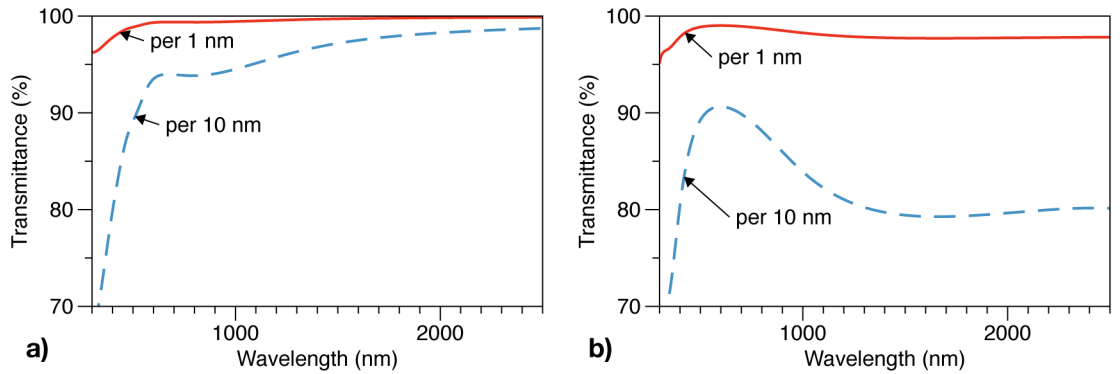 100
90
80
70
Transmittance (%)
per 1 nm
per 10 nm
1000
2000
Wavelength (nm)
a)
100
90
80
70
Transmittance (%)
per 1 nm
per 10 nm
1000
2000
Wavelength (nm)
b)